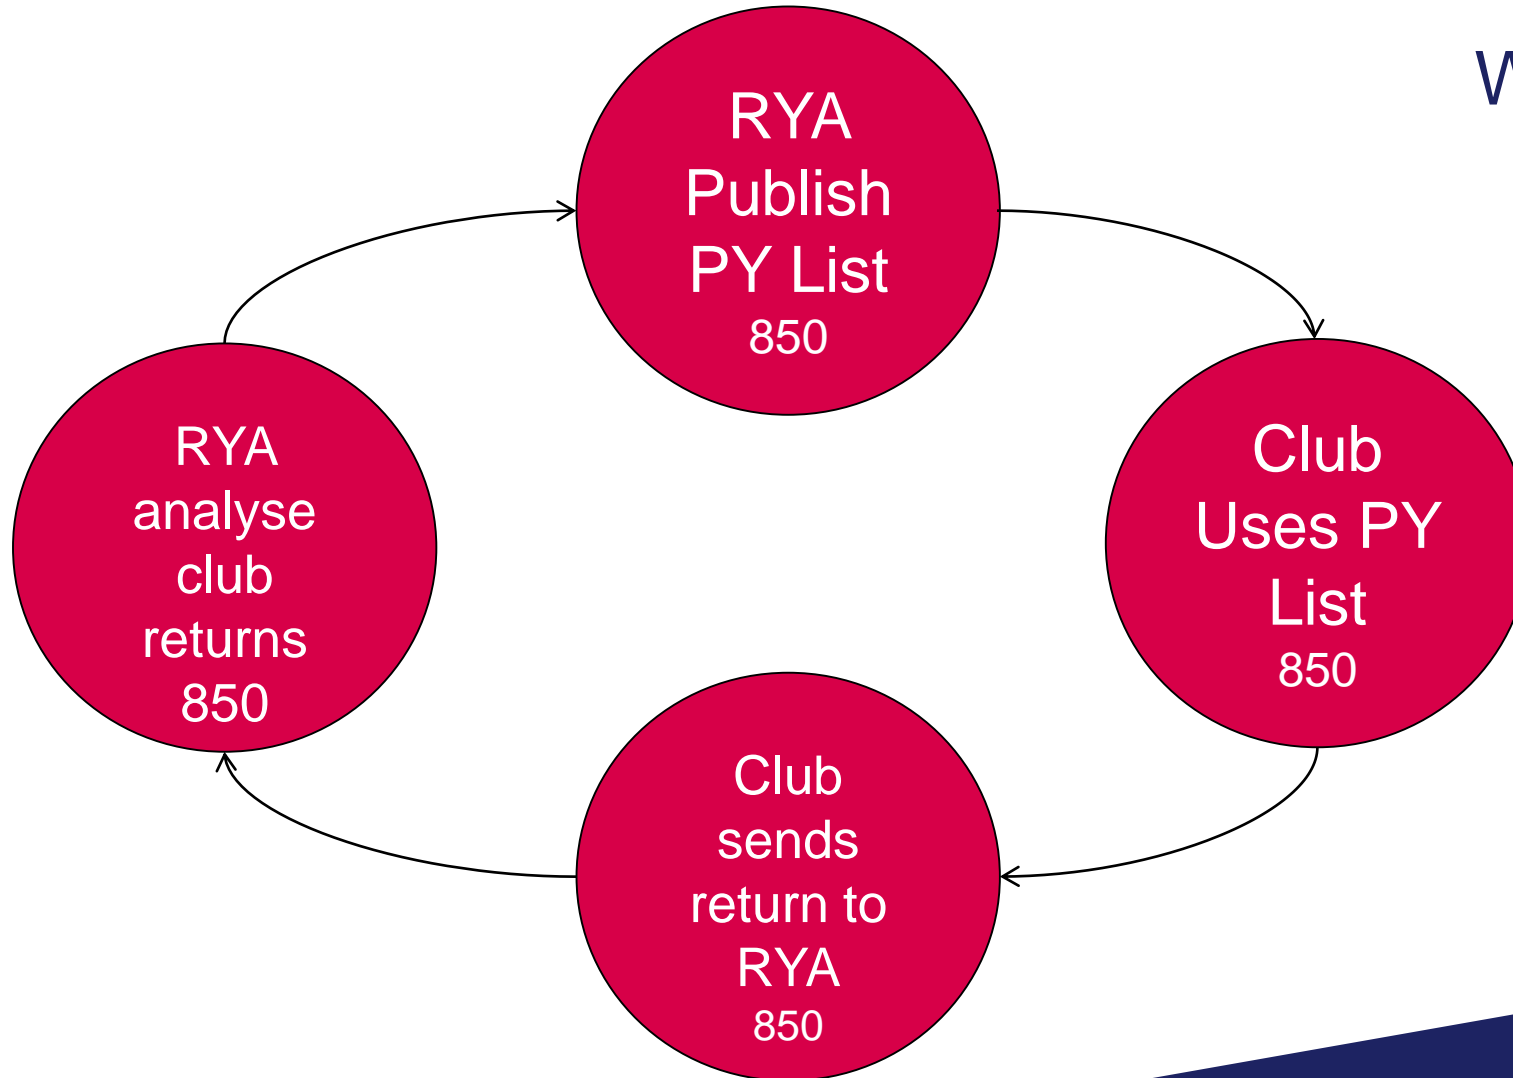 W
RYA
Publish
PY List
850
Club
Uses PY
List
850
Club
sends
return to
RYA
850
RYA
analyse
club
returns
850